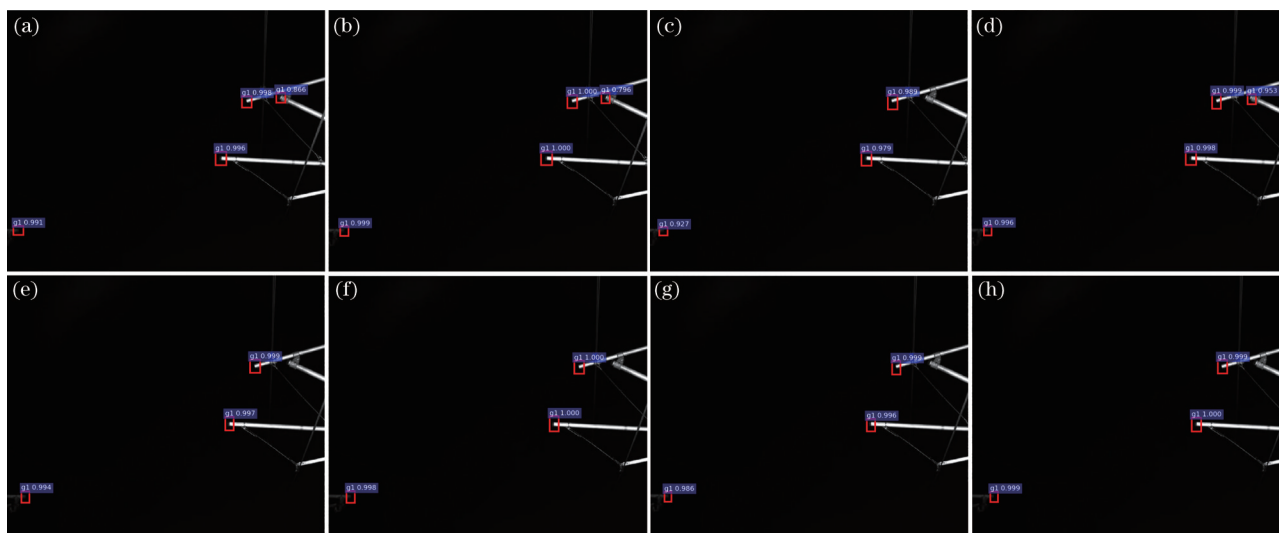 (a)
g1 0.998
g1 0.866
g1 0.996
g1 0.991
(b)
g1 1.000
g1 0.796
g1 1.000
g1 0.999
(c)
g1 0.989
g1 0.979
g1 0.927
(d)
g1 0.999
g1 0.953
g1 0.998
g1 0.996
(e)
g1 0.999
g1 0.997
g1 0.994
(f)
g1 1.000
g1 1.000
g1 0.998
(g)
g1 0.999
g1 0.996
g1 0.986
(h)
g1 0.999
g1 1.000
g1 0.999